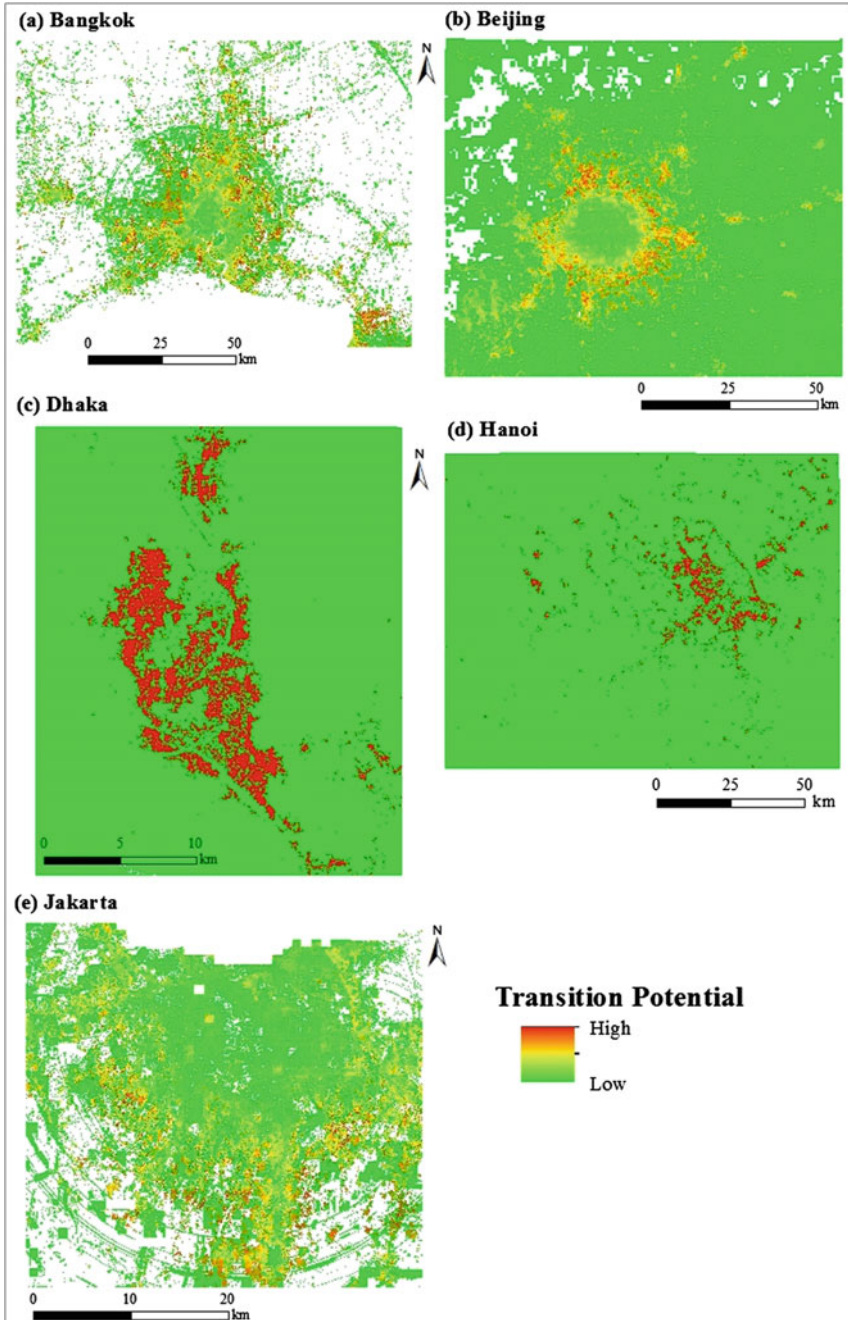 (a) Bangkok
N
0 25 50
km
(b) Beijing
0 25 50
km
(c) Dhaka
N
0 5 10
km
(d) Hanoi
0 25 50
km
(e) Jakarta
N
0 10 20
km
Transition Potential
High
Low